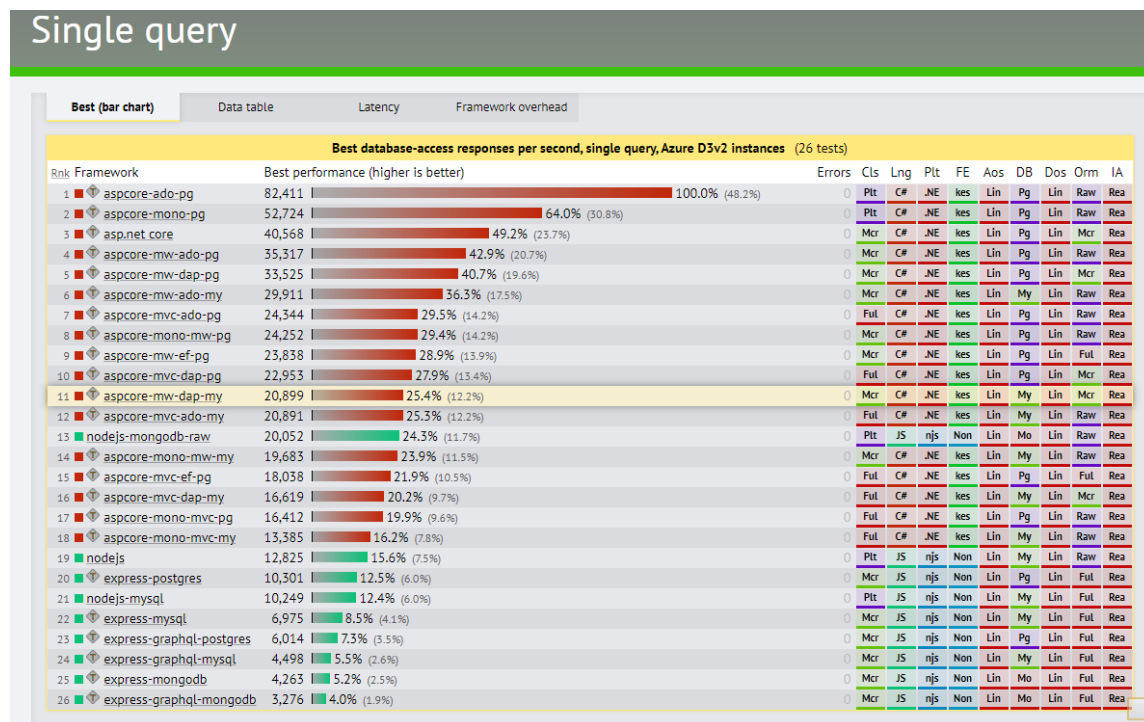 Single query
Best (bar chart) Data table Latency Framework overhead
Best database-access responses per second, single query, Azure D3v2 instances (26 tests)
Rnk Framework Best performance (higher is better) Errors Cls Lng Plt FE Aos DB Dos Orm IA
1 T aspcore-ado-pg 82,411 100.0% (48.2%) 0 Plt C# .NE kes Lin Pg Lin Raw Rea
2 T aspcore-mono-pg 52,724 64.0% (30.8%) 0 Plt C# .NE kes Lin Pg Lin Raw Rea
3 T asp.net core 40,568 49.2% (23.7%) 0 Mcr C# .NE kes Lin Pg Lin Mcr Rea
4 T aspcore-mw-ado-pg 35,317 42.9% (20.7%) 0 Mcr C# .NE kes Lin Pg Lin Raw Rea
5 T aspcore-mw-dap-pg 33,525 40.7% (19.6%) 0 Mcr C# .NE kes Lin Pg Lin Mcr Rea
6 T aspcore-mw-ado-my 29,911 36.3% (17.5%) 0 Mcr C# .NE kes Lin My Lin Raw Rea
7 T aspcore-mvc-ado-pg 24,344 29.5% (14.2%) 0 Ful C# .NE kes Lin Pg Lin Raw Rea
8 T aspcore-mono-mw-pg 24,252 29.4% (14.2%) 0 Mcr C# .NE kes Lin Pg Lin Raw Rea
9 T aspcore-mw-ef-pg 23,838 28.9% (13.9%) 0 Mcr C# .NE kes Lin Pg Lin Ful Rea
10 T aspcore-mvc-dap-pg 22,953 27.9% (13.4%) 0 Ful C# .NE kes Lin Pg Lin Mcr Rea
11 T aspcore-mw-dap-my 20,899 25.4% (12.2%) 0 Mcr C# .NE kes Lin My Lin Mcr Rea
12 T aspcore-mvc-ado-my 20,891 25.3% (12.2%) 0 Ful C# .NE kes Lin My Lin Raw Rea
13 nodejs-mongodb-raw 20,052 24.3% (11.7%) 0 Plt JS njs Non Lin Mo Lin Raw Rea
14 T aspcore-mono-mw-my 19,683 23.9% (11.5%) 0 Mcr C# .NE kes Lin My Lin Raw Rea
15 T aspcore-mvc-ef-pg 18,038 21.9% (10.5%) 0 Ful C# .NE kes Lin Pg Lin Ful Rea
16 T aspcore-mvc-dap-my 16,619 20.2% (9.7%) 0 Ful C# .NE kes Lin My Lin Mcr Rea
17 T aspcore-mono-mvc-pg 16,412 19.9% (9.6%) 0 Ful C# .NE kes Lin Pg Lin Raw Rea
18 T aspcore-mono-mvc-my 13,385 16.2% (7.8%) 0 Ful C# .NE kes Lin My Lin Raw Rea
19 nodejs 12,825 15.6% (7.5%) 0 Plt JS njs Non Lin My Lin Raw Rea
20 T express-postgres 10,301 12.5% (6.0%) 0 Mcr JS njs Non Lin Pg Lin Ful Rea
21 nodejs-mysql 10,249 12.4% (6.0%) 0 Plt JS njs Non Lin My Lin Ful Rea
22 T express-mysql 6,975 8.5% (4.1%) 0 Mcr JS njs Non Lin My Lin Ful Rea
23 T express-graphql-postgres 6,014 7.3% (3.5%) 0 Mcr JS njs Non Lin Pg Lin Ful Rea
24 T express-graphql-mysql 4,498 5.5% (2.6%) 0 Mcr JS njs Non Lin My Lin Ful Rea
25 T express-mongodb 4,263 5.2% (2.5%) 0 Mcr JS njs Non Lin Mo Lin Ful Rea
26 T express-graphql-mongodb 3,276 4.0% (1.9%) 0 Mcr JS njs Non Lin Mo Lin Ful Rea